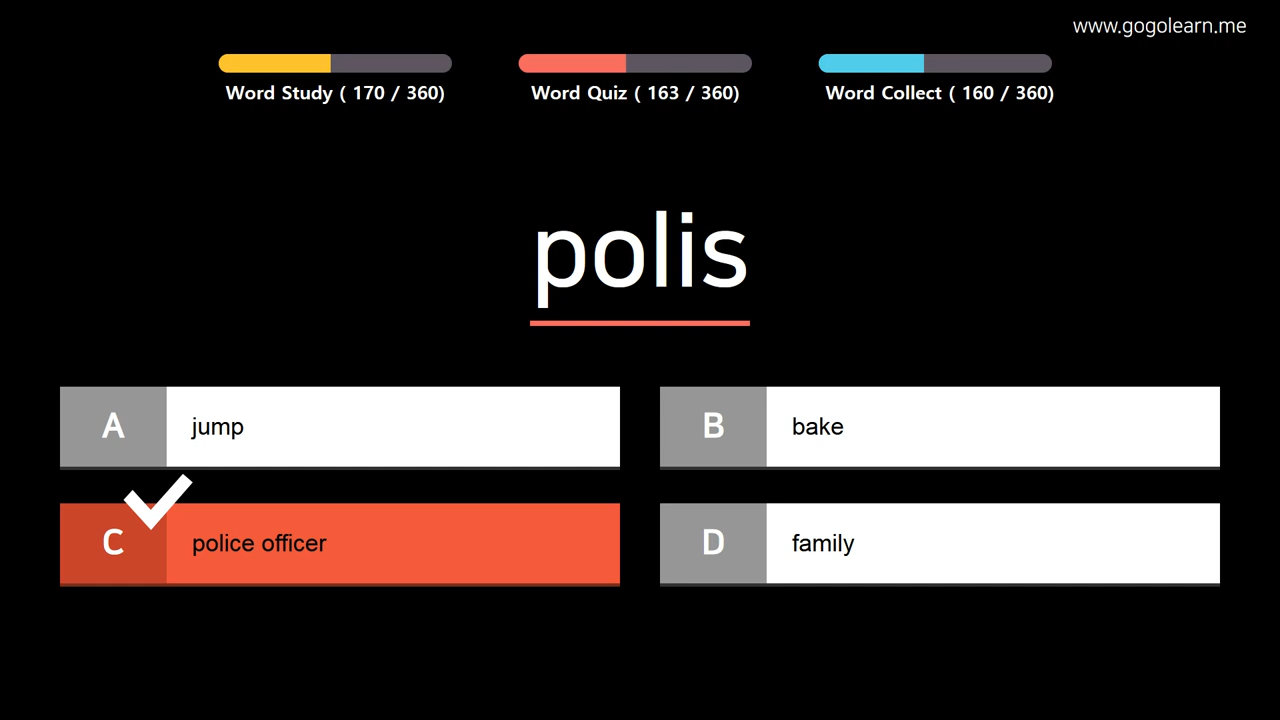 www.gogolearn.me
Word Study ( 170 / 360)
Word Quiz ( 163 / 360)
Word Collect ( 160 / 360)
polis
A
jump
B
bake
C
police officer
D
family